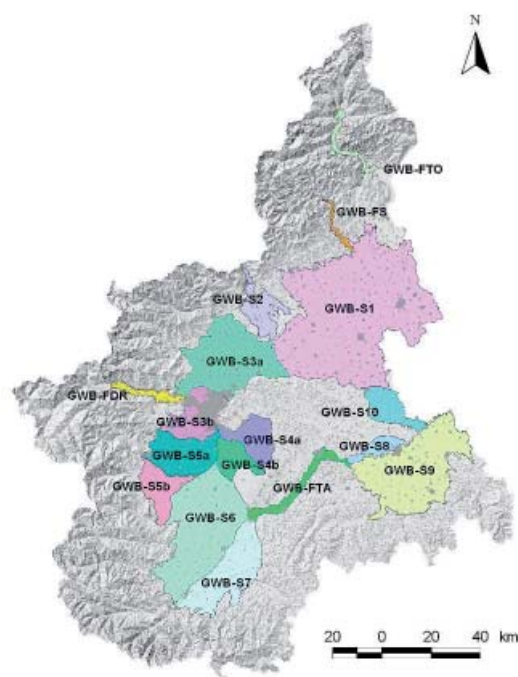 N
GWB-FTO
GWB-FS
GWB-S2
GWB-S1
GWB-S3a
GWB-FDR
GWB-S10
GWB-S3b
GWB-S4a
GWB-S8
GWB-S5a
GWB-S4b
GWB-S9
GWB-S5b
GWB-FTA
GWB-S6
GWB-S7
20 0 20 40 km